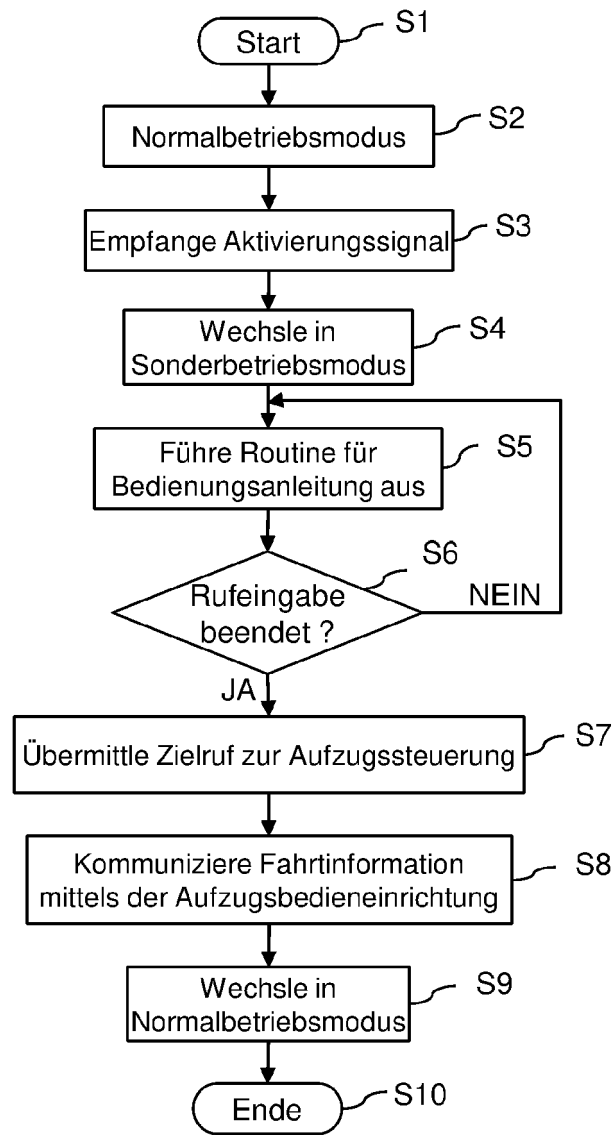 Start
S1
Normalbetriebsmodus
S2
Empfange Aktivierungssignal
S3
Wechsle in
Sonderbetriebsmodus
S4
Führe Routine für
Bedienungsanleitung aus
S5
Rufeingabe
beendet ?
S6
NEIN
JA
Übermittle Zielruf zur Aufzugssteuerung
S7
Kommuniziere Fahrtinformation
mittels der Aufzugsbedieneinrichtung
S8
Wechsle in
Normalbetriebsmodus
S9
Ende
S10